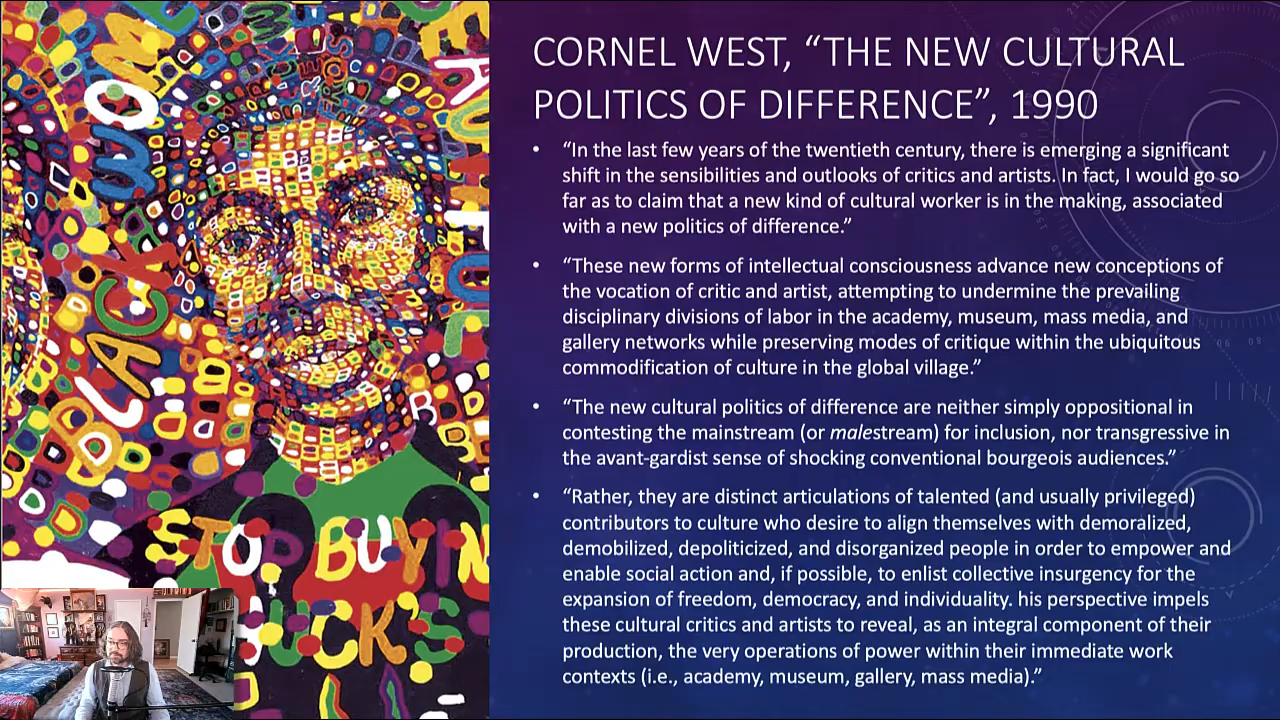 CORNEL WEST, “THE NEW CULTURAL
POLITICS OF DIFFERENCE”, 1990
• “In the last few years of the twentieth century, there is emerging a significant
shift in the sensibilities and outlooks of critics and artists. In fact, I would go so
far as to claim that a new kind of cultural worker is in the making, associated
with a new politics of difference.”
• “These new forms of intellectual consciousness advance new conceptions of
the vocation of critic and artist, attempting to undermine the prevailing
disciplinary divisions of labor in the academy, museum, mass media, and
gallery networks while preserving modes of critique within the ubiquitous
commodification of culture in the global village.”
• “The new cultural politics of difference are neither simply oppositional in
contesting the mainstream (or malestream) for inclusion, nor transgressive in
the avant-gardist sense of shocking conventional bourgeois audiences.”
• “Rather, they are distinct articulations of talented (and usually privileged)
contributors to culture who desire to align themselves with demoralized,
demobilized, depoliticized, and disorganized people in order to empower and
enable social action and, if possible, to enlist collective insurgency for the
expansion of freedom, democracy, and individuality. his perspective impels
these cultural critics and artists to reveal, as an integral component of their
production, the very operations of power within their immediate work
contexts (i.e., academy, museum, gallery, mass media).”
BLACK WOME
STOP BUYIN
UCK'S